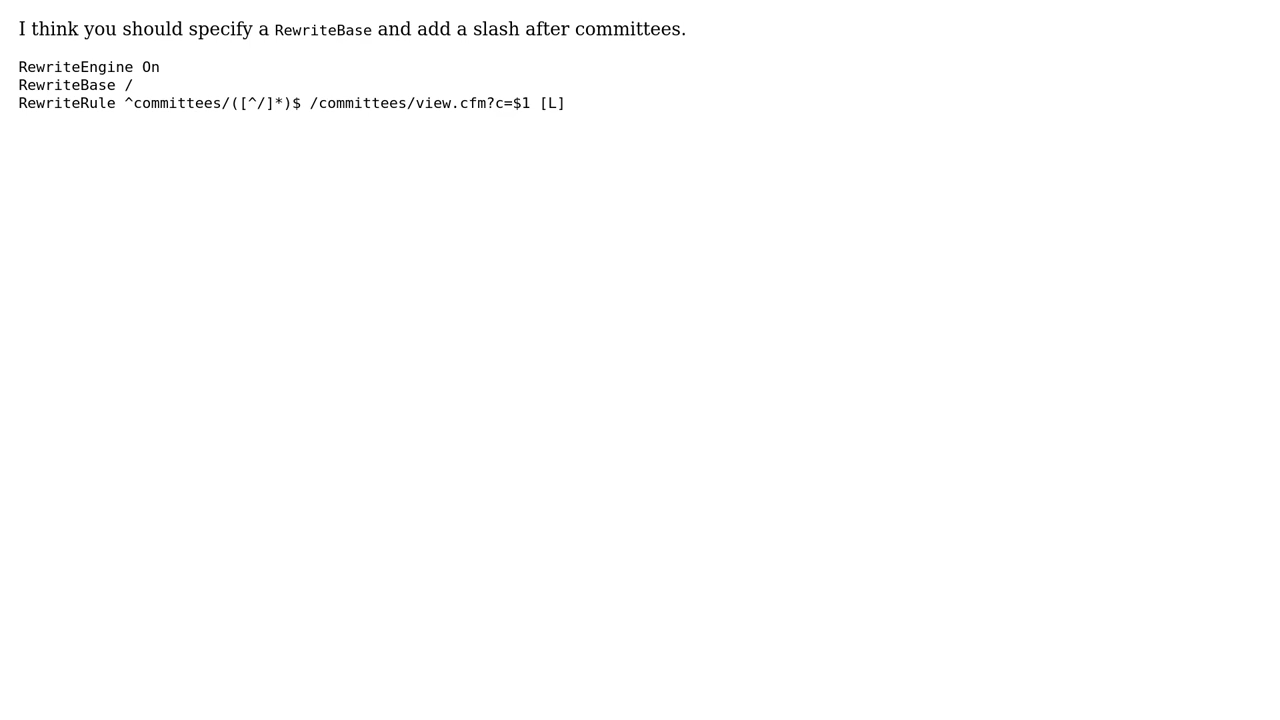 I think you should specify a RewriteBase and add a slash after committees.
RewriteEngine On
RewriteBase /
RewriteRule ^committees/([^/]*)$ /committees/view.cfm?c=$1 [L]